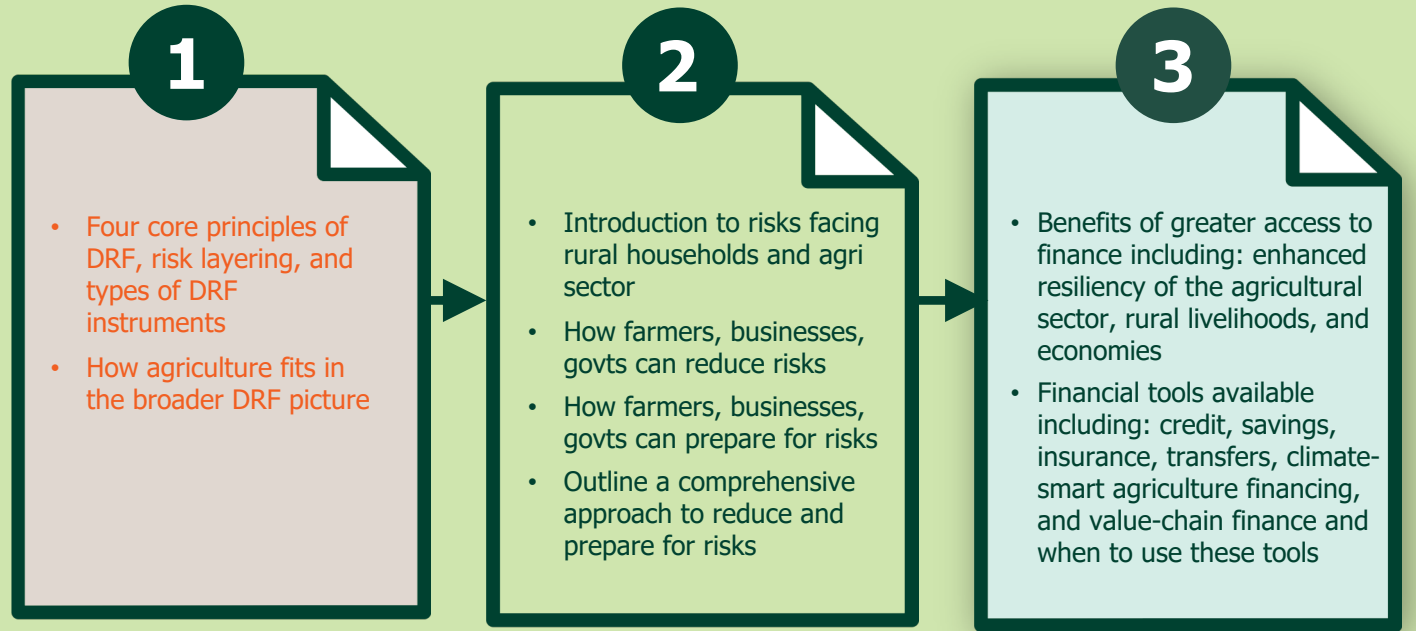 1
• Four core principles of
DRF, risk layering, and
types of DRF
instruments
• How agriculture fits in
the broader DRF picture
2
• Introduction to risks facing
rural households and agri
sector
• How farmers, businesses,
govts can reduce risks
• How farmers, businesses,
govts can prepare for risks
• Outline a comprehensive
approach to reduce and
prepare for risks
3
• Benefits of greater access to
finance including: enhanced
resiliency of the agricultural
sector, rural livelihoods, and
economies
• Financial tools available
including: credit, savings,
insurance, transfers, climate-
smart agriculture financing,
and value-chain finance and
when to use these tools